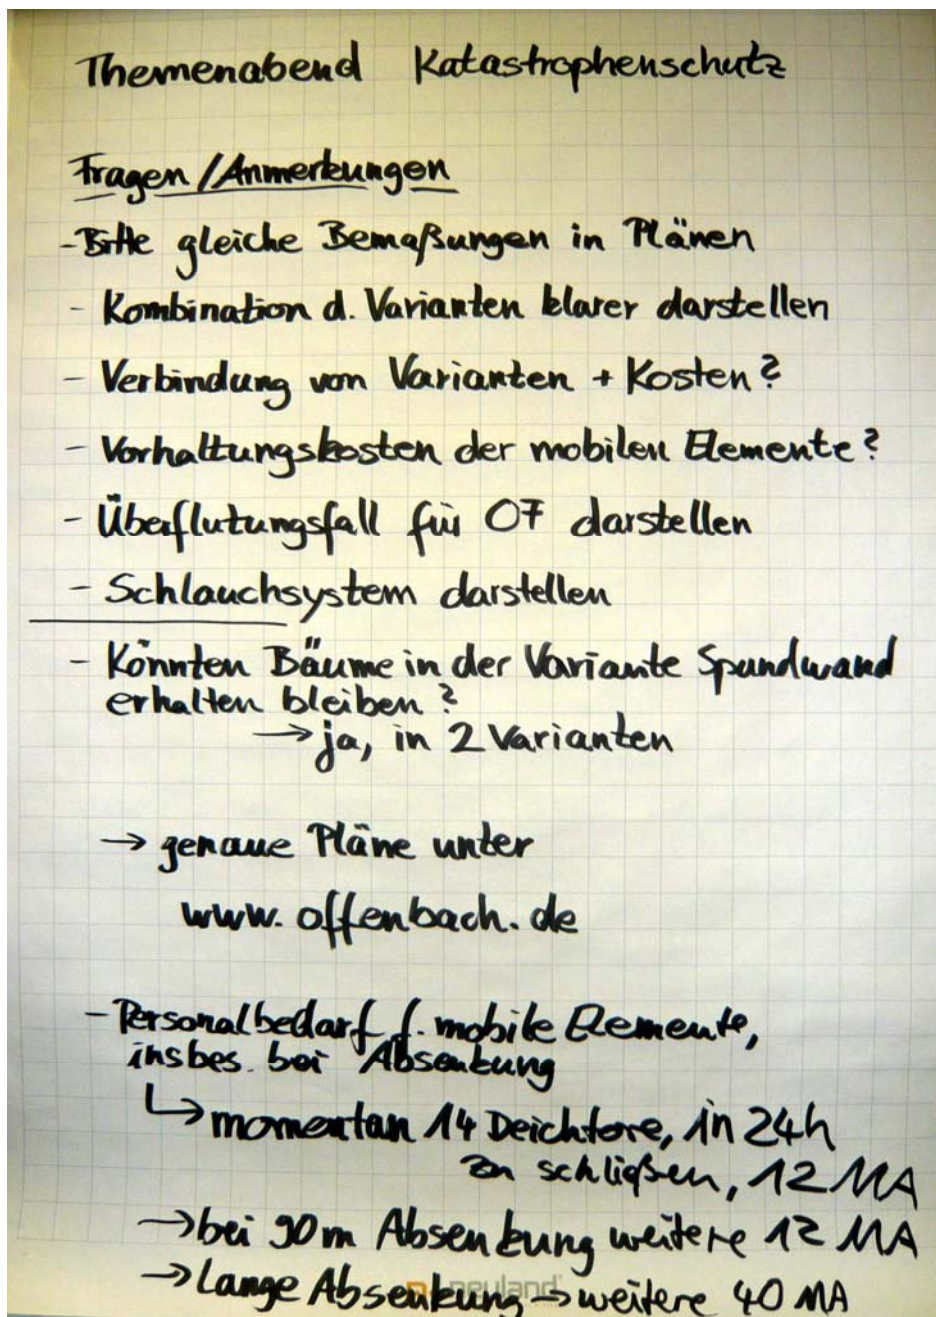 Themenabend Katastrophenschutz
Fragen/Anmerkungen
- Bitte gleiche Bemaßungen in Plänen
- Kombination d. Varianten klarer darstellen
- Verbindung von Varianten + Kosten?
- Vorhaltungskosten der mobilen Elemente?
- Überflutungsfall für OF darstellen
- Schlauchsystem darstellen
- Könnten Bäume in der Variante Spundwand
erhalten bleiben?
→ ja, in 2 Varianten
→ genaue Pläne unter
www.offenbach.de
- Personalbedarf f. mobile Elemente,
insbes. bei Absenkung
↳ momentan 14 Deichtore, in 24h
zu schließen, 12 MA
→ bei 90m Absenkung weitere 12 MA
→ Lange Absenkung → weitere 40 MA
neuland